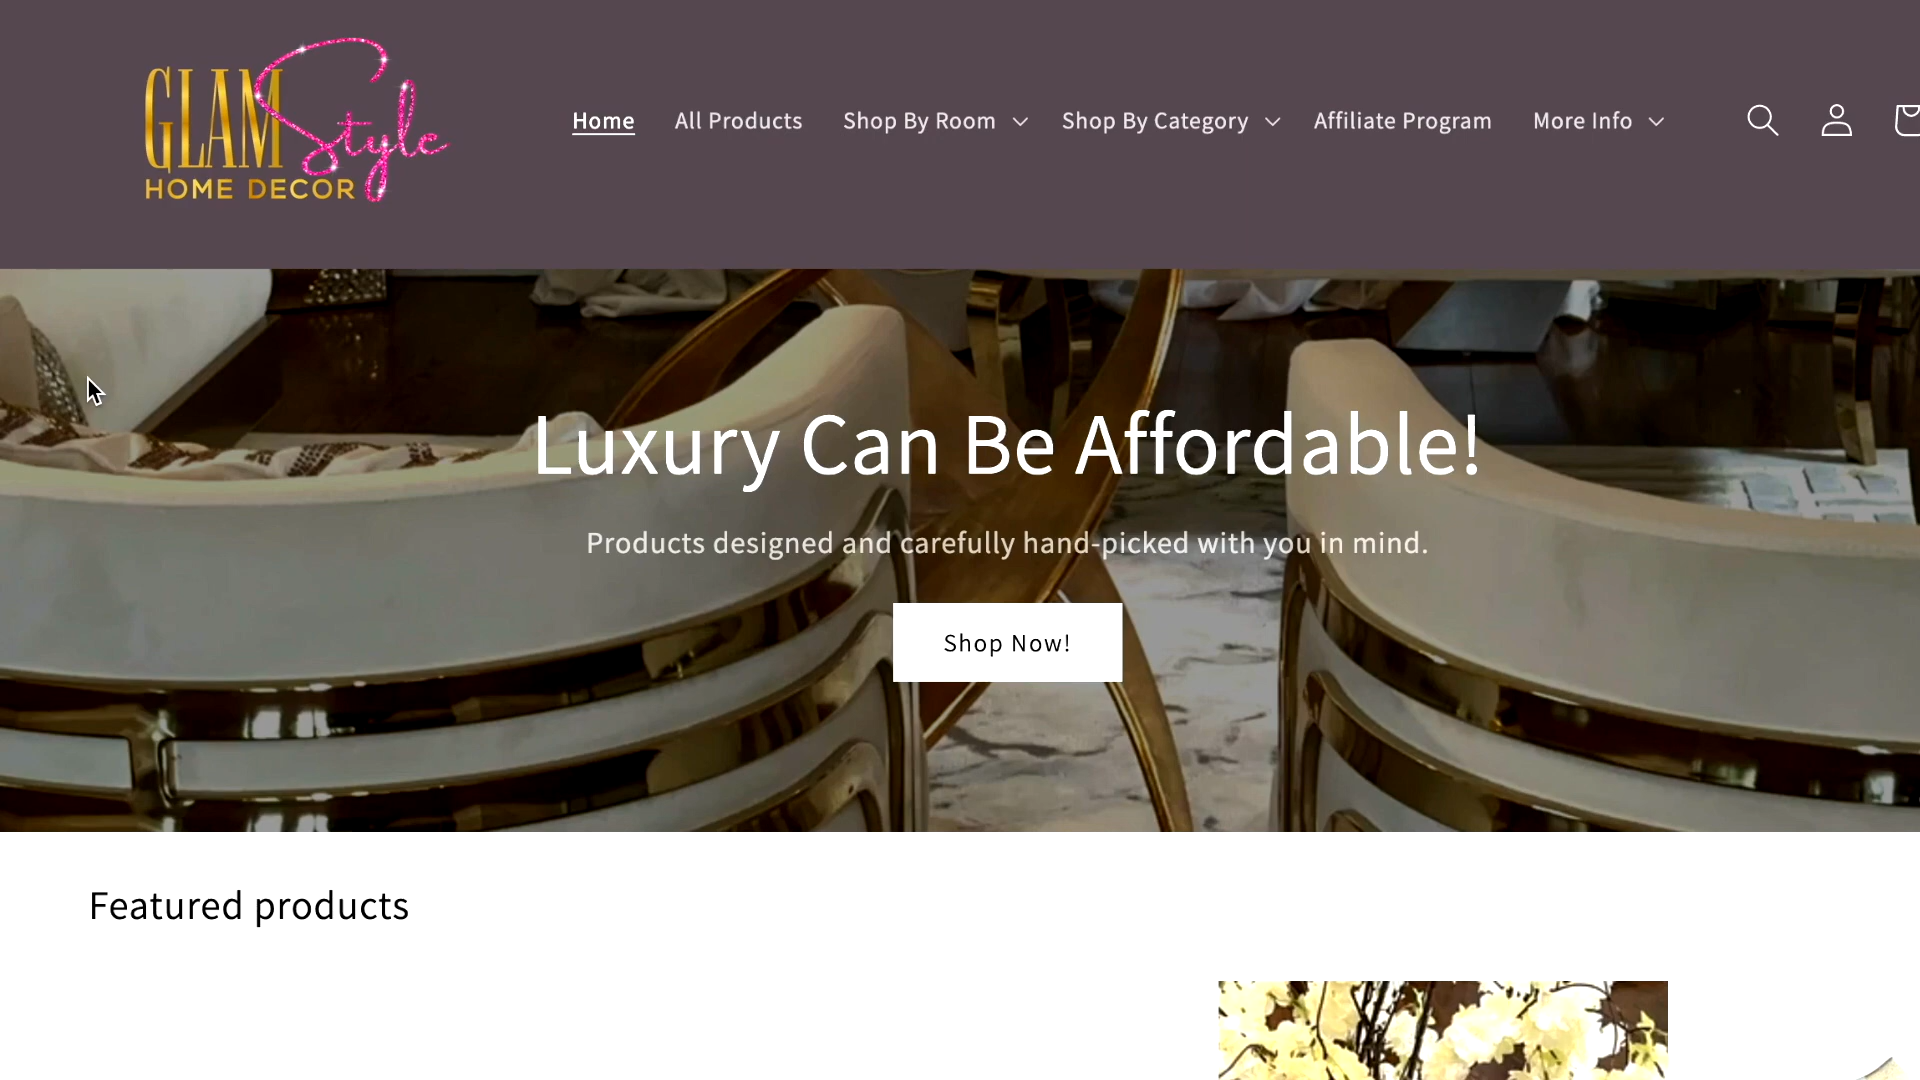 GLAM Style
HOME DECOR
Home
All Products
Shop By Room
Shop By Category
Affiliate Program
More Info
Luxury Can Be Affordable!
Products designed and carefully hand-picked with you in mind.
Shop Now!
Featured products